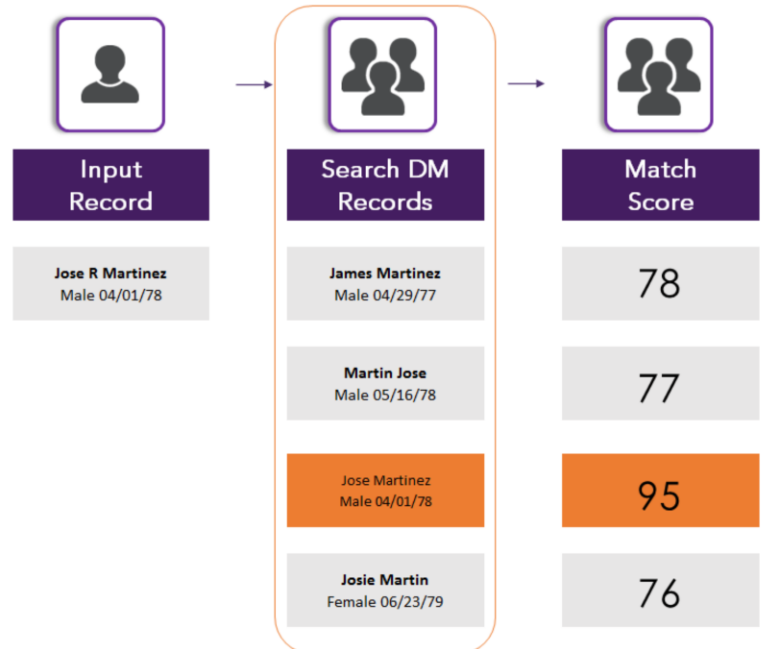 Input
Record
Search DM
Records
Match
Score
Jose R Martinez
Male 04/01/78
James Martinez
Male 04/29/77
78
Martin Jose
Male 05/16/78
77
Jose Martinez
Male 04/01/78
95
Josie Martin
Female 06/23/79
76